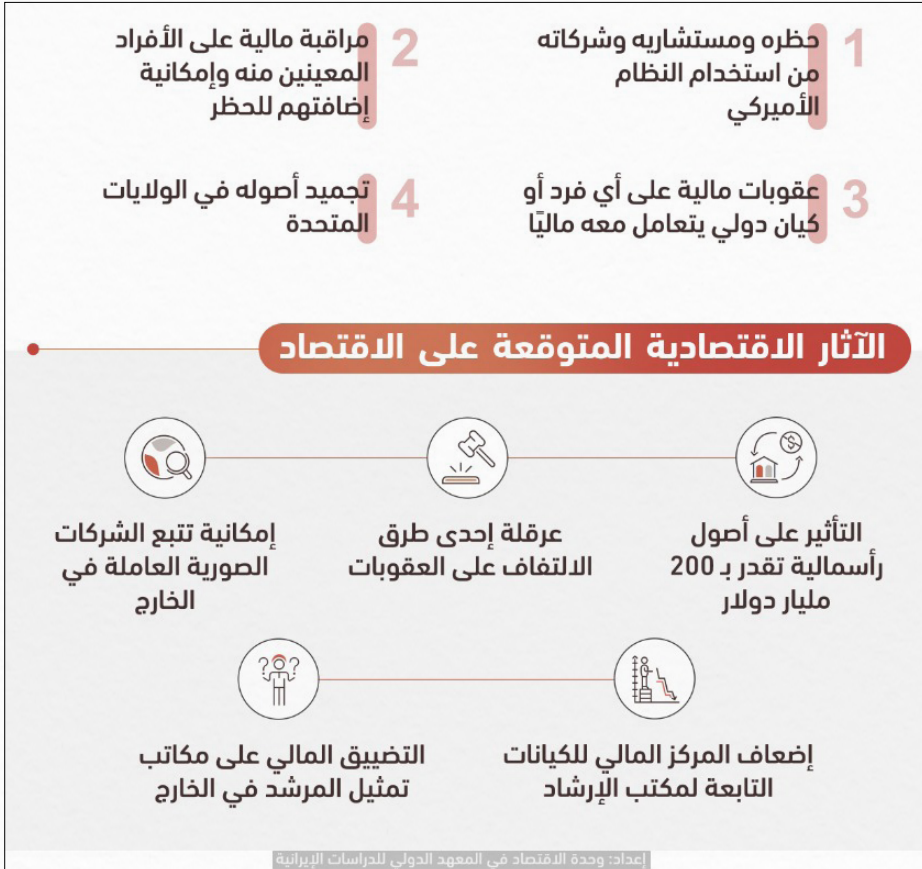 1
حظره ومستشاريه وشركاته
من استخدام النظام
الأميركي
2
مراقبة مالية على الأفراد
المعينين منه وإمكانية
إضافتهم للحظر
3
عقوبات مالية على أي فرد أو
كيان دولي يتعامل معه ماليًا
4
تجميد أصوله في الولايات
المتحدة
الآثار الاقتصادية المتوقعة على الاقتصاد
التأثير على أصول
رأسمالية تقدر بـ 200
مليار دولار
عرقلة إحدى طرق
الالتفاف على العقوبات
إمكانية تتبع الشركات
الصورية العاملة في
الخارج
إضعاف المركز المالي للكيانات
التابعة لمكتب الإرشاد
التضييق المالي على مكاتب
تمثيل المرشد في الخارج
إعداد: وحدة الاقتصاد في المعهد الدولي للدراسات الإيرانية